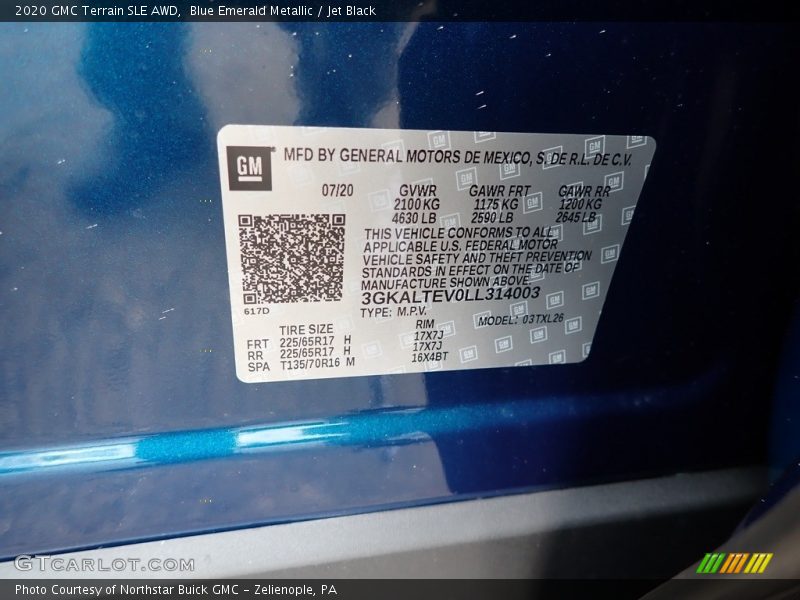 2020 GMC Terrain SLE AWD,  Blue Emerald Metallic / Jet Black
GM
MFD BY GENERAL MOTORS DE MEXICO, S. DE R.L. DE C.V.
07/20 GVWR GAWR FRT GAWR RR
2100 KG 1175 KG 1200 KG
4630 LB 2590 LB 2645 LB
THIS VEHICLE CONFORMS TO ALL
APPLICABLE U.S. FEDERAL MOTOR
VEHICLE SAFETY AND THEFT PREVENTION
STANDARDS IN EFFECT ON THE DATE OF
MANUFACTURE SHOWN ABOVE.
3GKALTEV0LL314003
617D
TYPE: M.P.V. MODEL: 03TXL26
TIRE SIZE RIM
FRT 225/65R17 H 17X7J
RR 225/65R17 H 17X7J
SPA T135/70R16 M 16X4BT
GTCARLOT.COM
Photo Courtesy of Northstar Buick GMC - Zelienople, PA